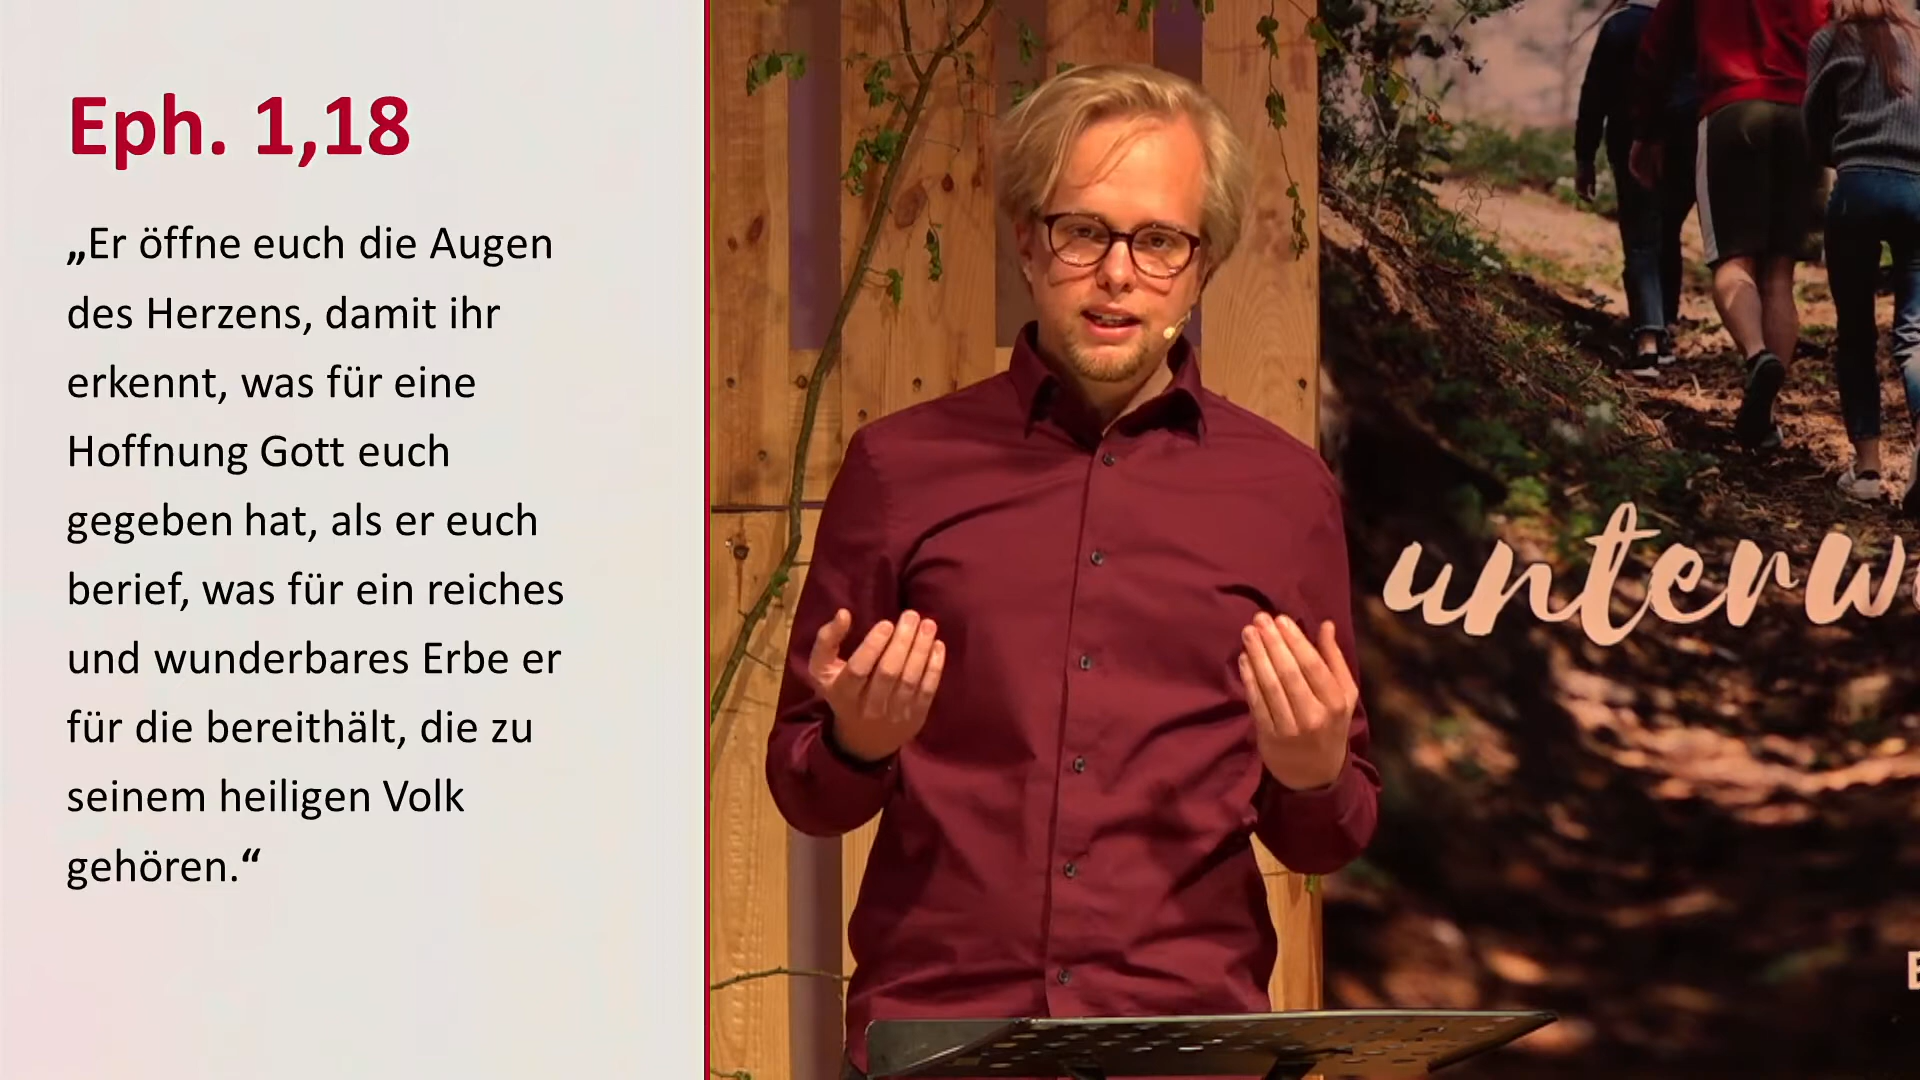 Eph. 1,18
„Er öffne euch die Augen
des Herzens, damit ihr
erkennt, was für eine
Hoffnung Gott euch
gegeben hat, als er euch
berief, was für ein reiches
und wunderbares Erbe er
für die bereithält, die zu
seinem heiligen Volk
gehören.“